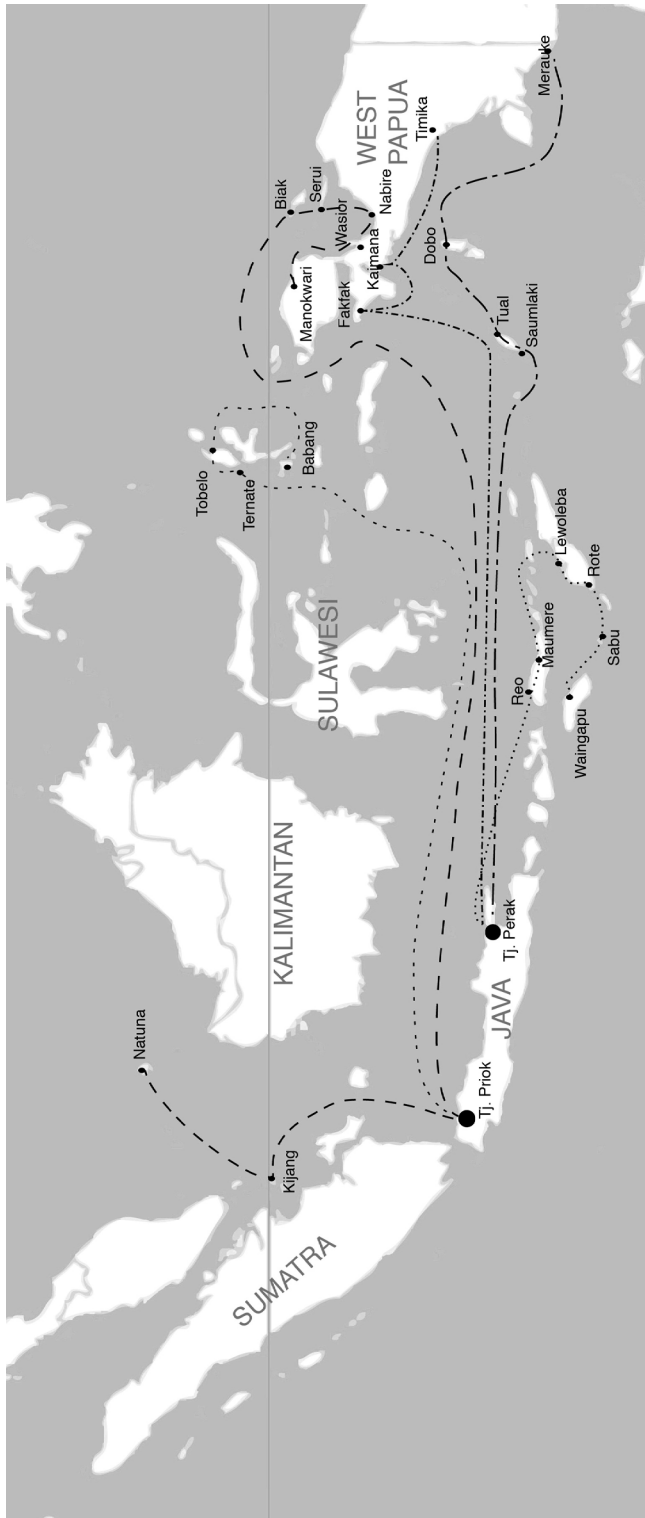 Natuna
Kijang
SUMATRA
Tj. Priok
JAVA
Tj. Perak
KALIMANTAN
SULAWESI
Reo
Maumere
Waingapu
Sabu
Rote
Lewoleba
Tobelo
Ternate
Babang
Manokwari
Fakfak
Kaimana
Wasior
Biak
Serui
Nabire
WEST
PAPUA
Timika
Dobo
Tual
Saumlaki
Merauke